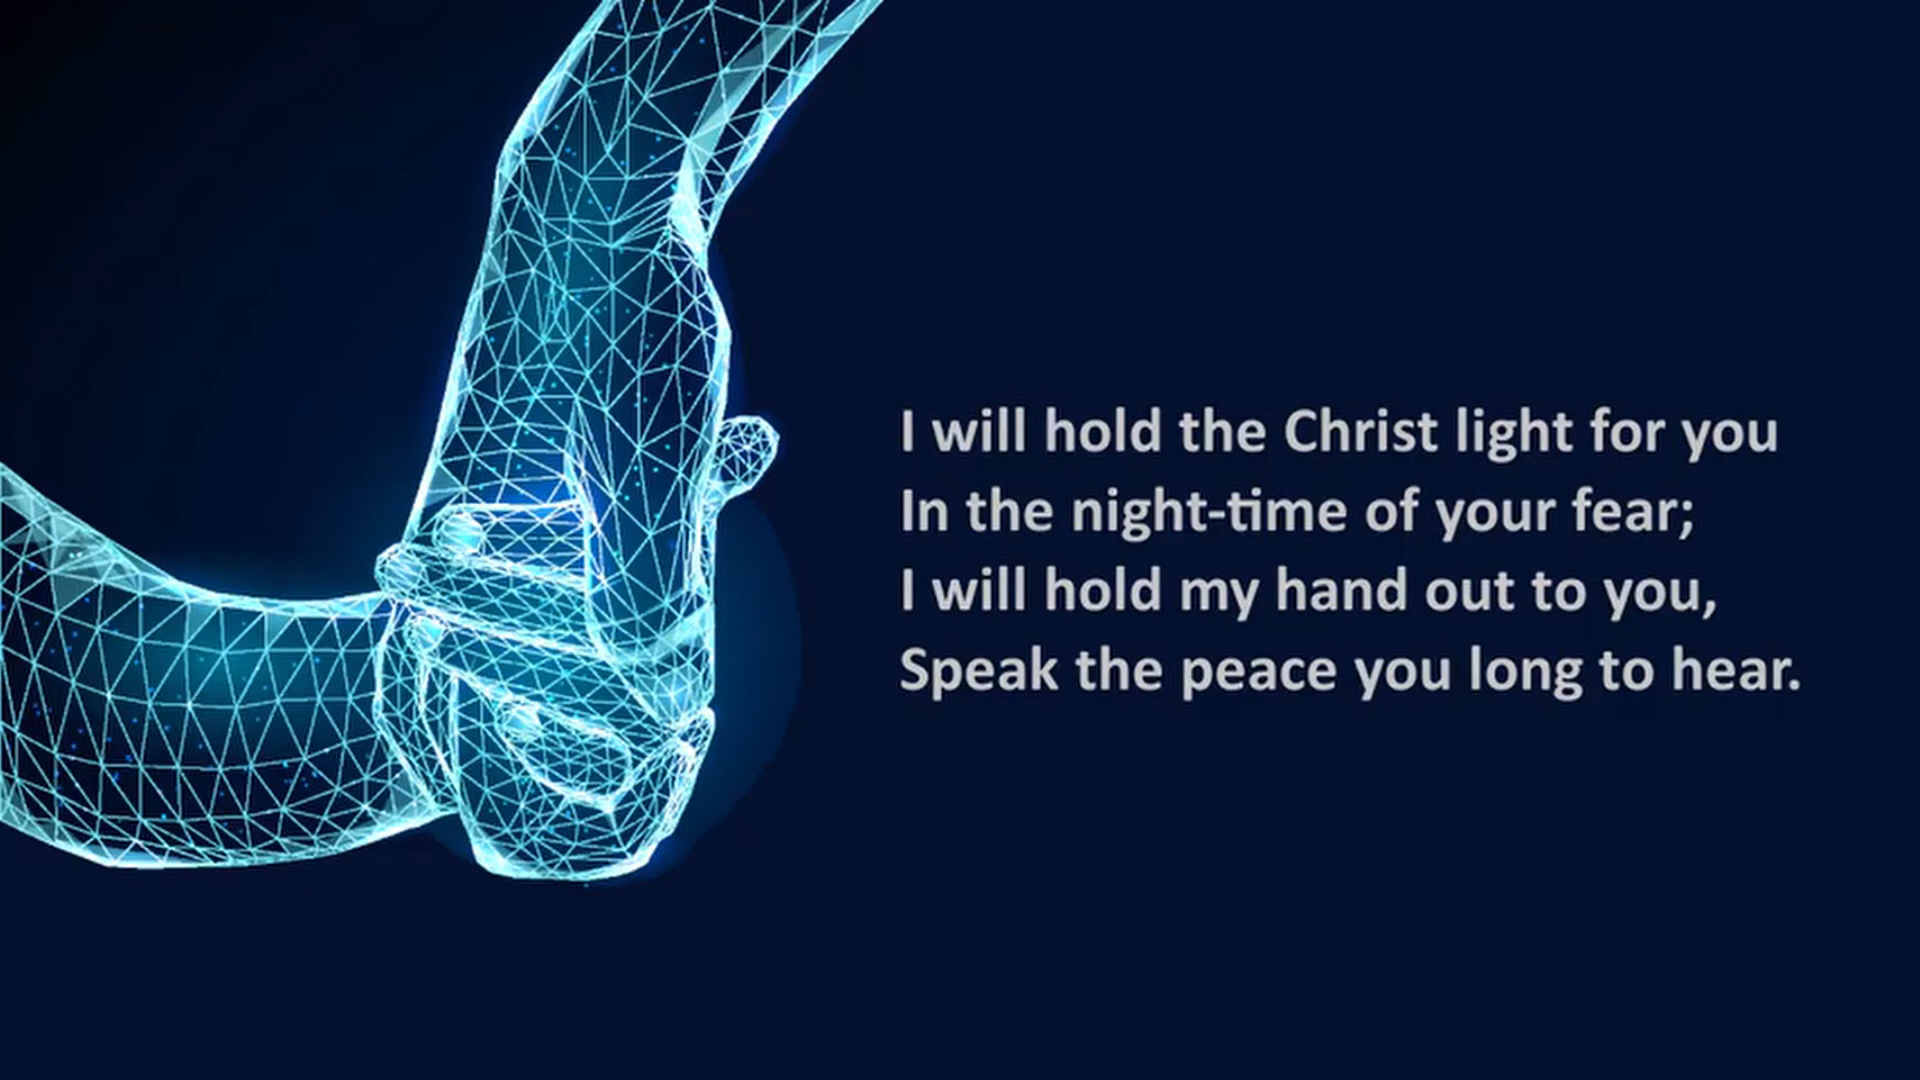 I will hold the Christ light for you
In the night-time of your fear;
I will hold my hand out to you,
Speak the peace you long to hear.